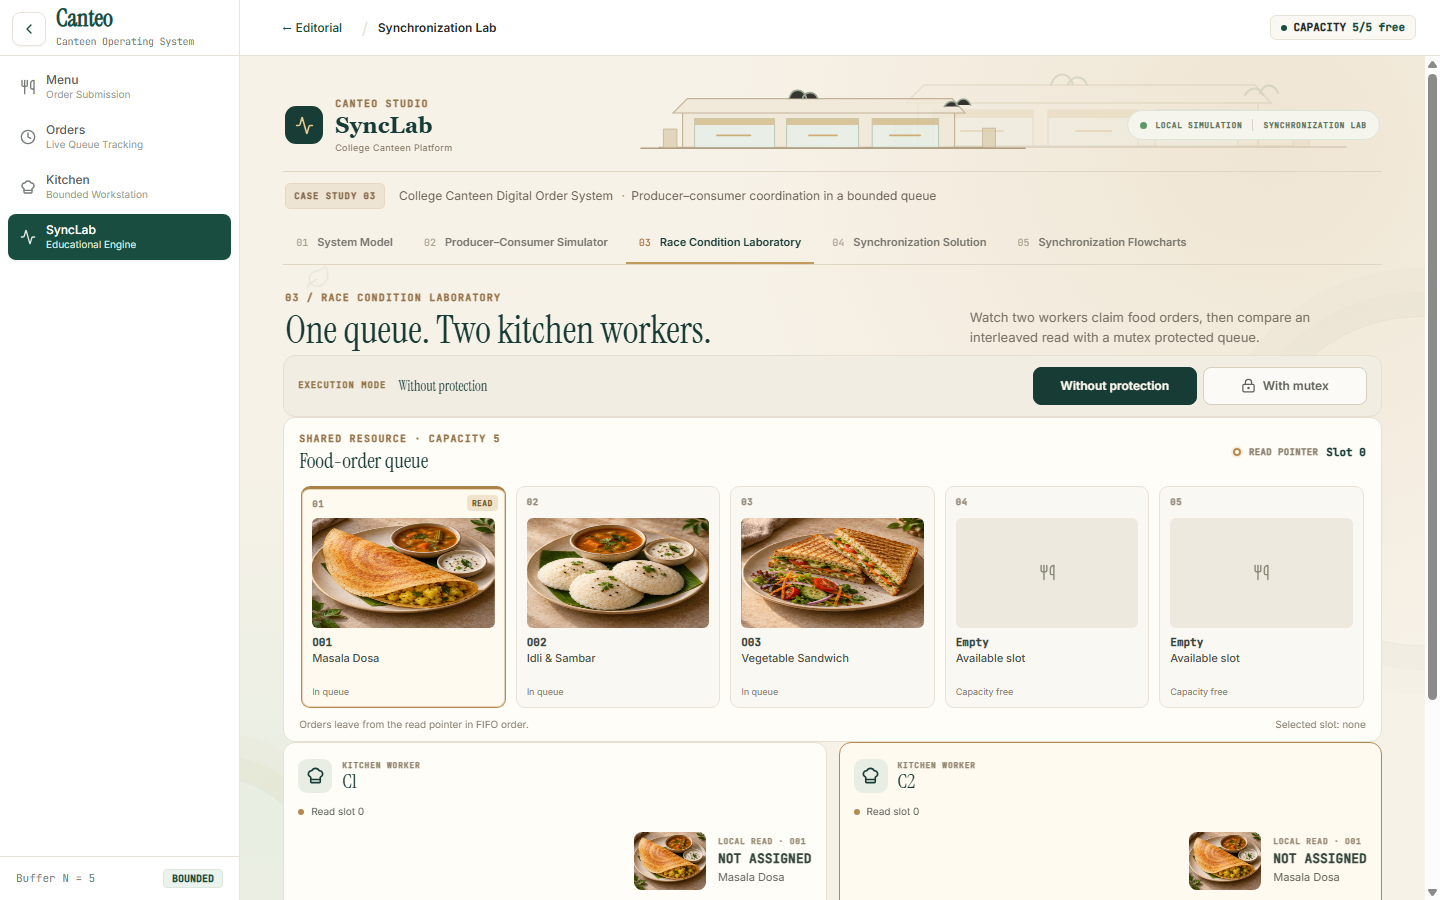 Canteo
Canteen Operating System
Menu
Order Submission
Orders
Live Queue Tracking
Kitchen
Bounded Workstation
SyncLab
Educational Engine
Buffer N = 5
BOUNDED
← Editorial / Synchronization Lab
CAPACITY 5/5 free
CANTEO STUDIO
SyncLab
College Canteen Platform
LOCAL SIMULATION | SYNCHRONIZATION LAB
CASE STUDY 03 College Canteen Digital Order System · Producer–consumer coordination in a bounded queue
01 System Model 02 Producer–Consumer Simulator 03 Race Condition Laboratory 04 Synchronization Solution 05 Synchronization Flowcharts
03 / RACE CONDITION LABORATORY
One queue. Two kitchen workers.
Watch two workers claim food orders, then compare an
interleaved read with a mutex protected queue.
EXECUTION MODE Without protection
Without protection
With mutex
SHARED RESOURCE · CAPACITY 5
Food-order queue
READ POINTER Slot 0
01 READ
O01
Masala Dosa
In queue
02
O02
Idli & Sambar
In queue
03
O03
Vegetable Sandwich
In queue
04
Empty
Available slot
Capacity free
05
Empty
Available slot
Capacity free
Orders leave from the read pointer in FIFO order.
Selected slot: none
KITCHEN WORKER
C1
Read slot 0
LOCAL READ · O01
NOT ASSIGNED
Masala Dosa
KITCHEN WORKER
C2
Read slot 0
LOCAL READ · O01
NOT ASSIGNED
Masala Dosa